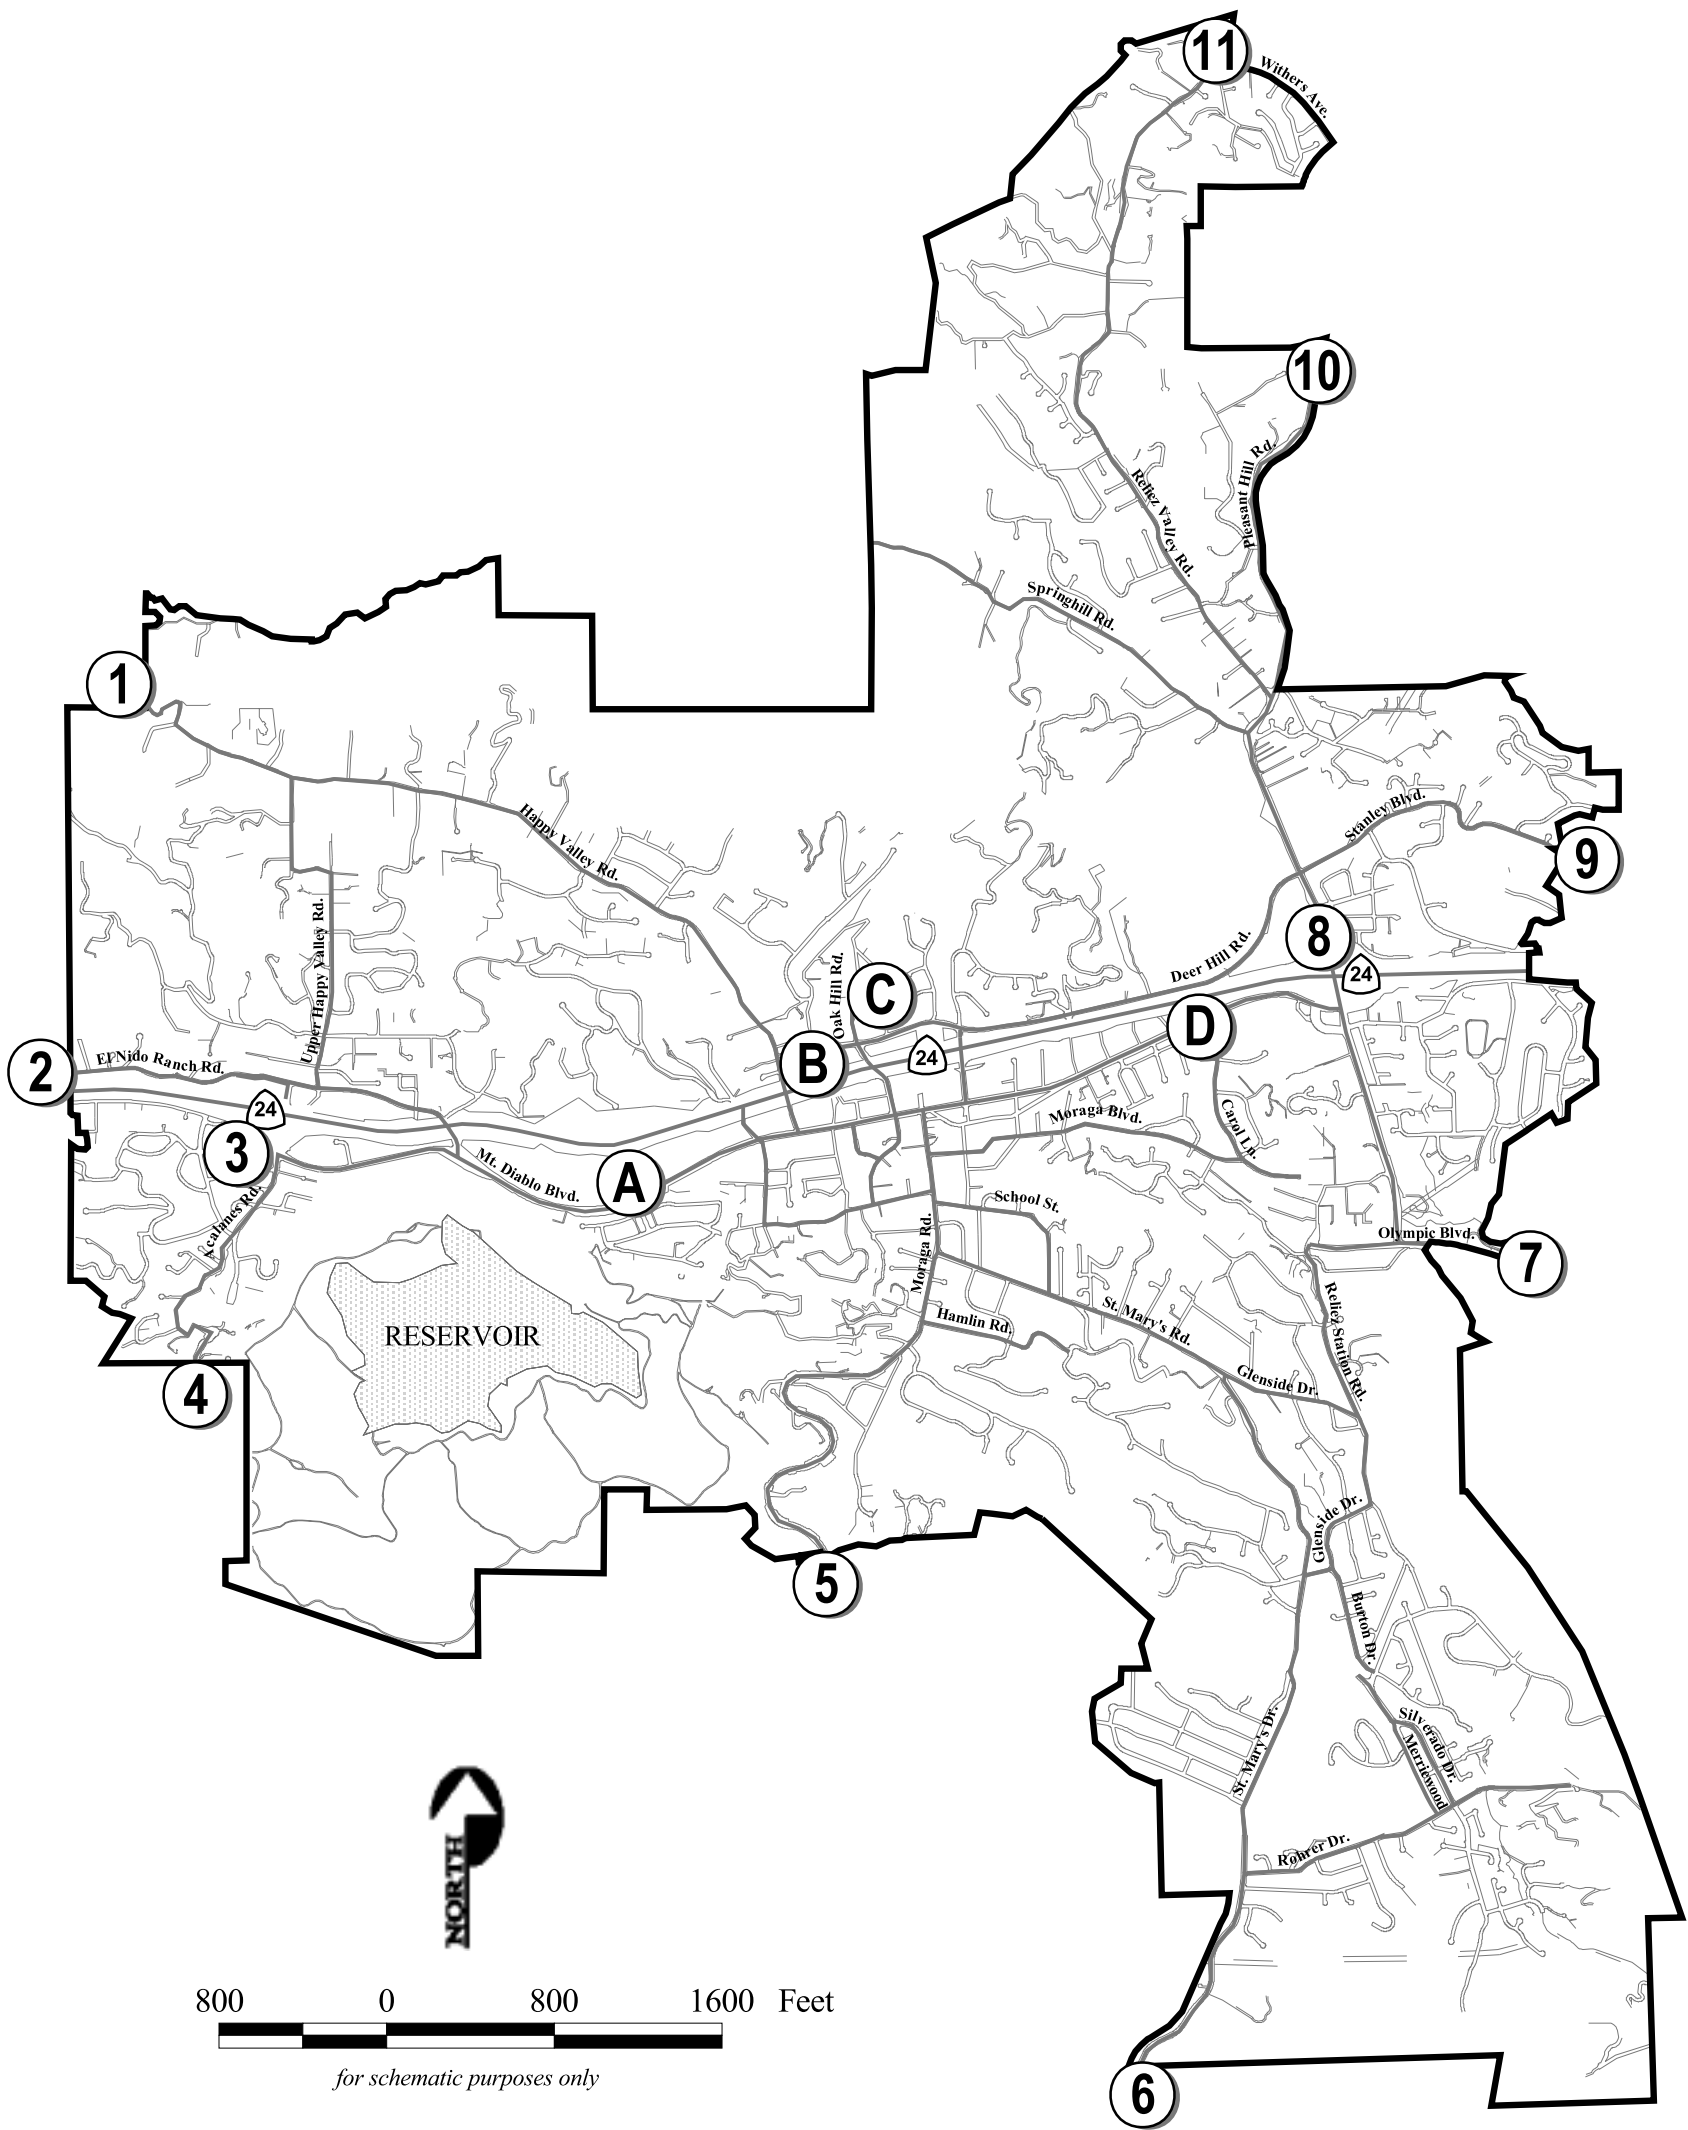 11
Withers Ave.
10
Pleasant Hill Rd.
Reliez Valley Rd.
Springhill Rd.
1
Stanley Blvd.
Happy Valley Rd.
9
Upper Happy Valley Rd.
8
Deer Hill Rd.
24
Oak Hill Rd.
C
D
B
24
2
El Nido Ranch Rd.
24
3
Moraga Blvd.
Carol Ln.
Mt. Diablo Blvd.
A
Acalanes Rd.
School St.
Moraga Rd.
Olympic Blvd.
7
RESERVOIR
Hamlin Rd.
St. Mary's Rd.
Reliez Station Rd.
Glenside Dr.
4
Glenside Dr.
5
Burton Dr.
St. Mary's Dr.
Silverado Dr.
Merriewood
Rohrer Dr.
NORTH
800 0 800 1600 Feet
for schematic purposes only
6